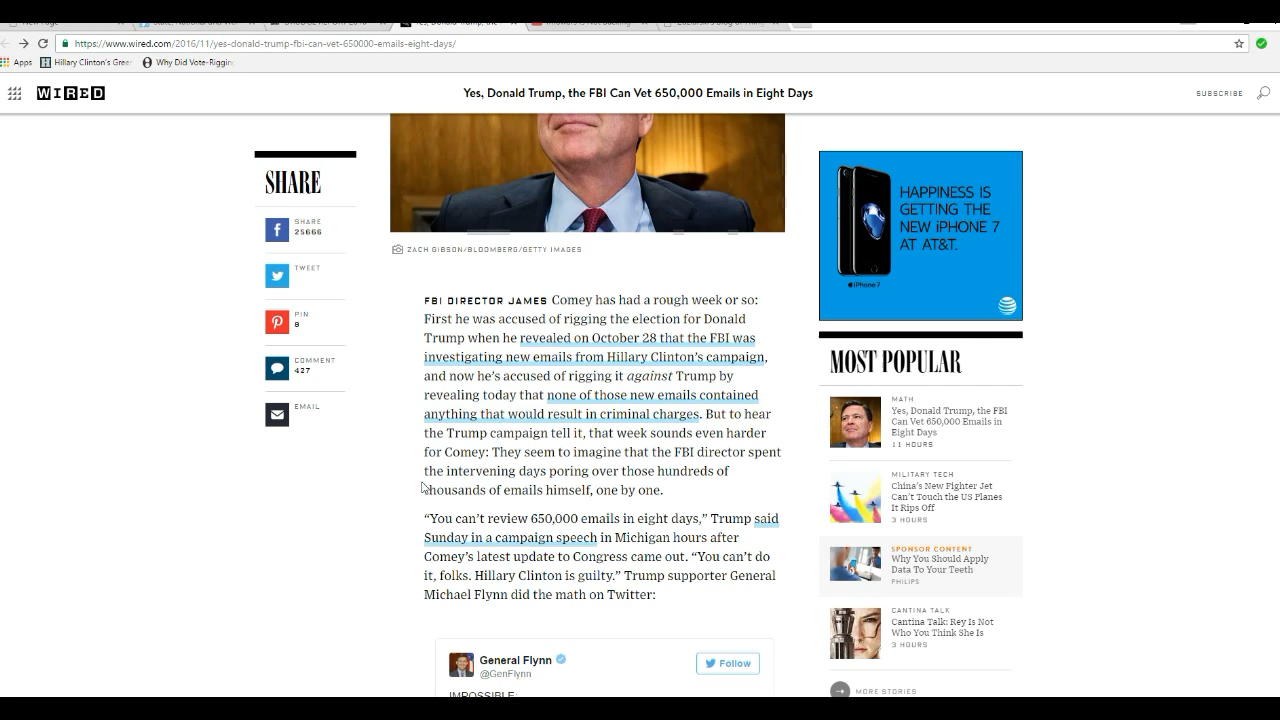 https://www.wired.com/2016/11/yes-donald-trump-fbi-can-vet-650000-emails-eight-days/
Apps
Hillary Clinton's Gree
Why Did Vote-Rigging
WIRED
Yes, Donald Trump, the FBI Can Vet 650,000 Emails in Eight Days
SUBSCRIBE
SHARE
SHARE
25666
TWEET
PIN
8
COMMENT
427
EMAIL
ZACH GIBSON/BLOOMBERG/GETTY IMAGES
FBI DIRECTOR JAMES Comey has had a rough week or so:
First he was accused of rigging the election for Donald
Trump when he revealed on October 28 that the FBI was
investigating new emails from Hillary Clinton's campaign,
and now he's accused of rigging it against Trump by
revealing today that none of those new emails contained
anything that would result in criminal charges. But to hear
the Trump campaign tell it, that week sounds even harder
for Comey: They seem to imagine that the FBI director spent
the intervening days poring over those hundreds of
thousands of emails himself, one by one.
“You can't review 650,000 emails in eight days,” Trump said
Sunday in a campaign speech in Michigan hours after
Comey's latest update to Congress came out. “You can't do
it, folks. Hillary Clinton is guilty.” Trump supporter General
Michael Flynn did the math on Twitter:
General Flynn
@GenFlynn
Follow
IMPOSSIBLE:
HAPPINESS IS
GETTING THE
NEW iPHONE 7
AT AT&T.
iPhone 7
MOST POPULAR
MATH
Yes, Donald Trump, the
FBI Can Vet 650,000 Emails in
Eight Days
11 HOURS
MILITARY TECH
China's New Fighter Jet
Can't Touch the US Planes
It Rips Off
3 HOURS
SPONSOR CONTENT
Why You Should Apply
Data To Your Teeth
PHILIPS
CANTINA TALK
Cantina Talk: Rey Is Not
Who You Think She Is
3 HOURS
MORE STORIES